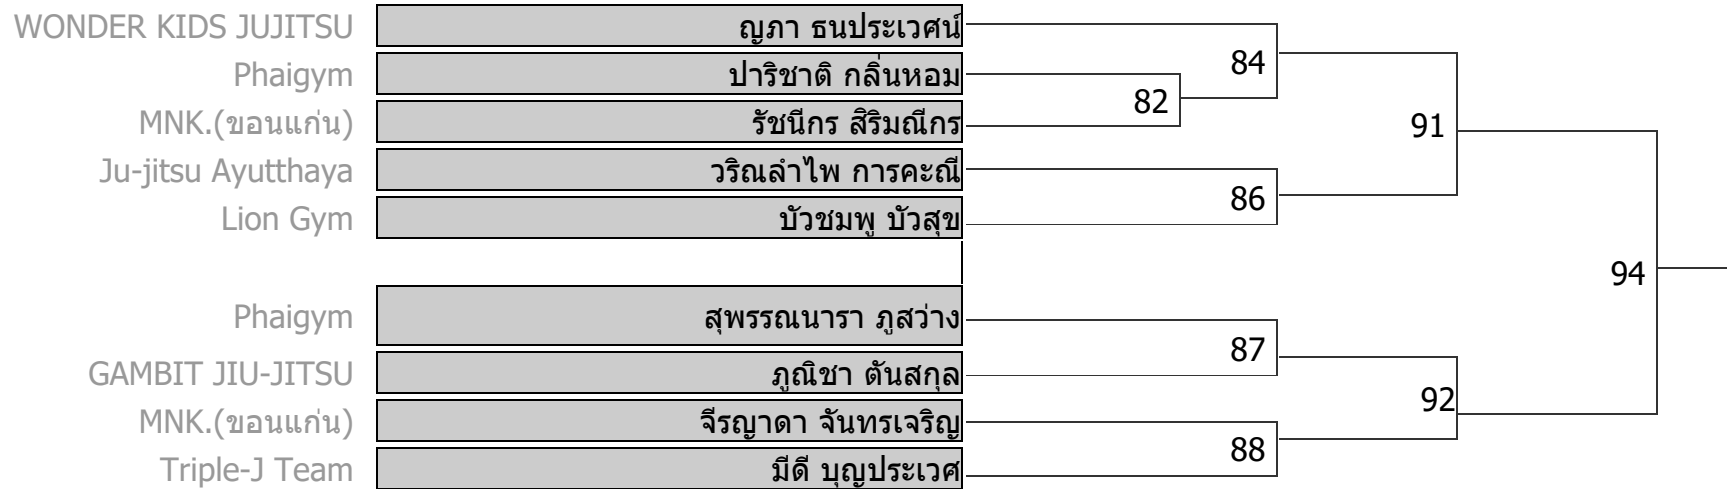 WONDER KIDS JUJITSU ญภา ธนประเวศน์
Phaigym ปาริชาติ กลิ่นหอม
84
82
MNK.(ขอนแก่น) รัชนีกร สิริมณีกร
91
Ju-jitsu Ayutthaya วริณลำไพ การคะณี
86
Lion Gym บัวชมพู บัวสุข
94
Phaigym สุพรรณนารา ภูสว่าง
87
GAMBIT JIU-JITSU ภูณิชา ตันสกุล
92
MNK.(ขอนแก่น) จีรญาดา จันทรเจริญ
88
Triple-J Team มีดี บุญประเวศ